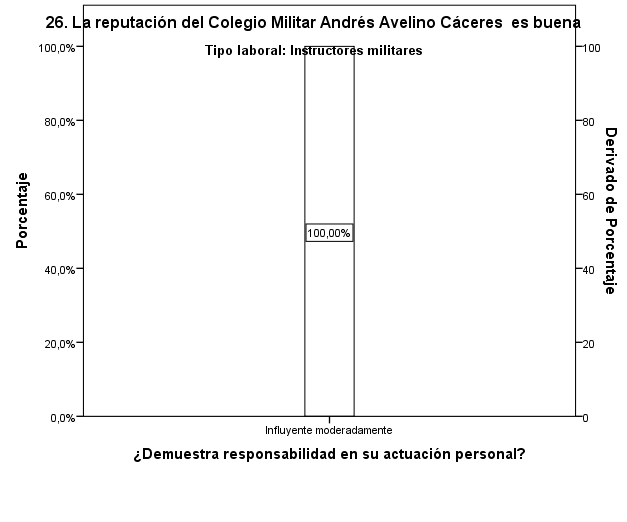 26. La reputación del Colegio Militar Andrés Avelino Cáceres  es buena
Tipo laboral: Instructores militares
100,0%
80,0%
60,0%
40,0%
20,0%
0,0%
Porcentaje
100,00%
100
80
60
40
20
0
Derivado de Porcentaje
Influyente moderadamente
¿Demuestra responsabilidad en su actuación personal?